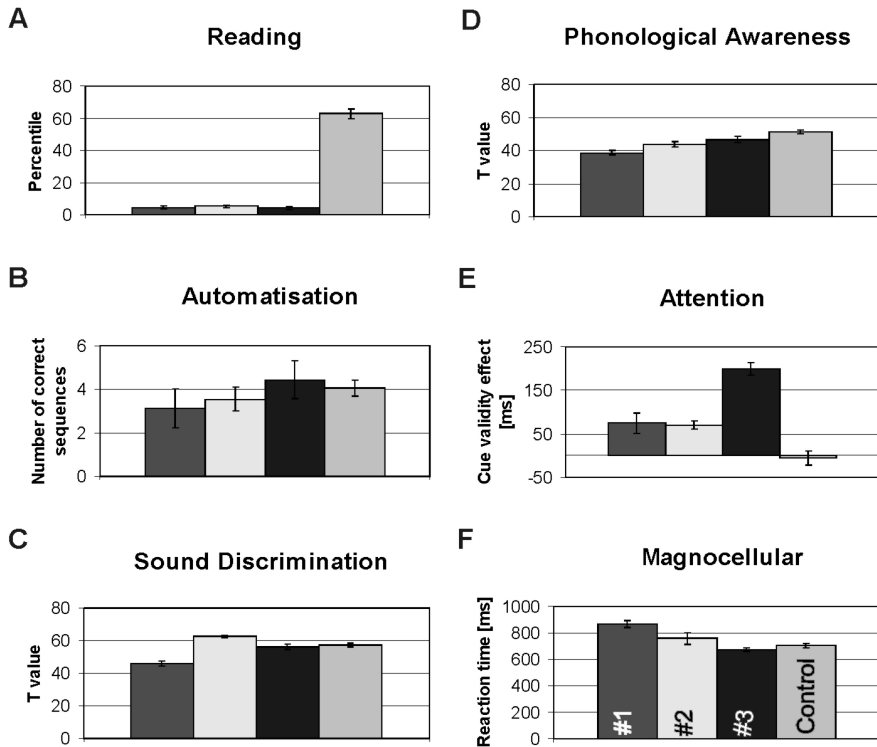 A
Reading
Percentile
80
60
40
20
0
B
Automatisation
Number of correct
sequences
6
4
2
0
C
Sound Discrimination
T value
80
60
40
20
0
D
Phonological Awareness
T value
80
60
40
20
0
E
Attention
Cue validity effect
[ms]
250
150
50
-50
F
Magnocellular
Reaction time [ms]
1000
800
600
400
200
0
#1
#2
#3
Control